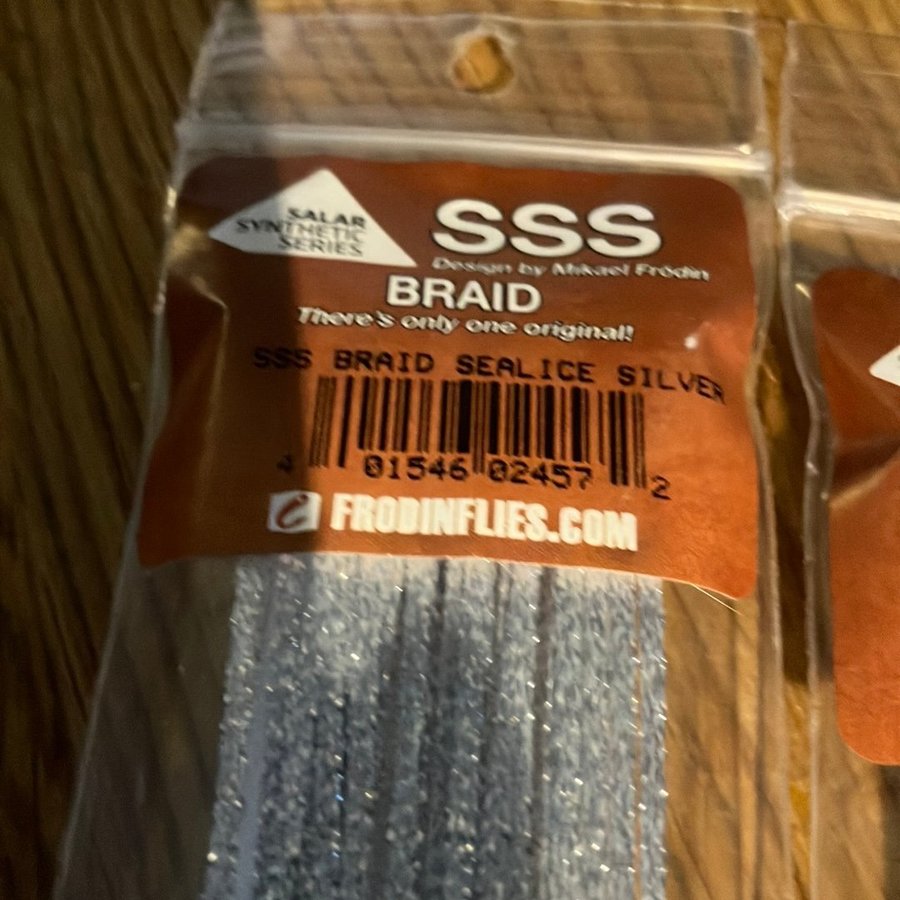 SALAR
SYNTHETIC
SERIES
SSS
Design by Mikael Frödin
BRAID
There's only one original!
SSS BRAID SEALICE SILVER
4 01546 02457 2
FRODINFLIES.COM